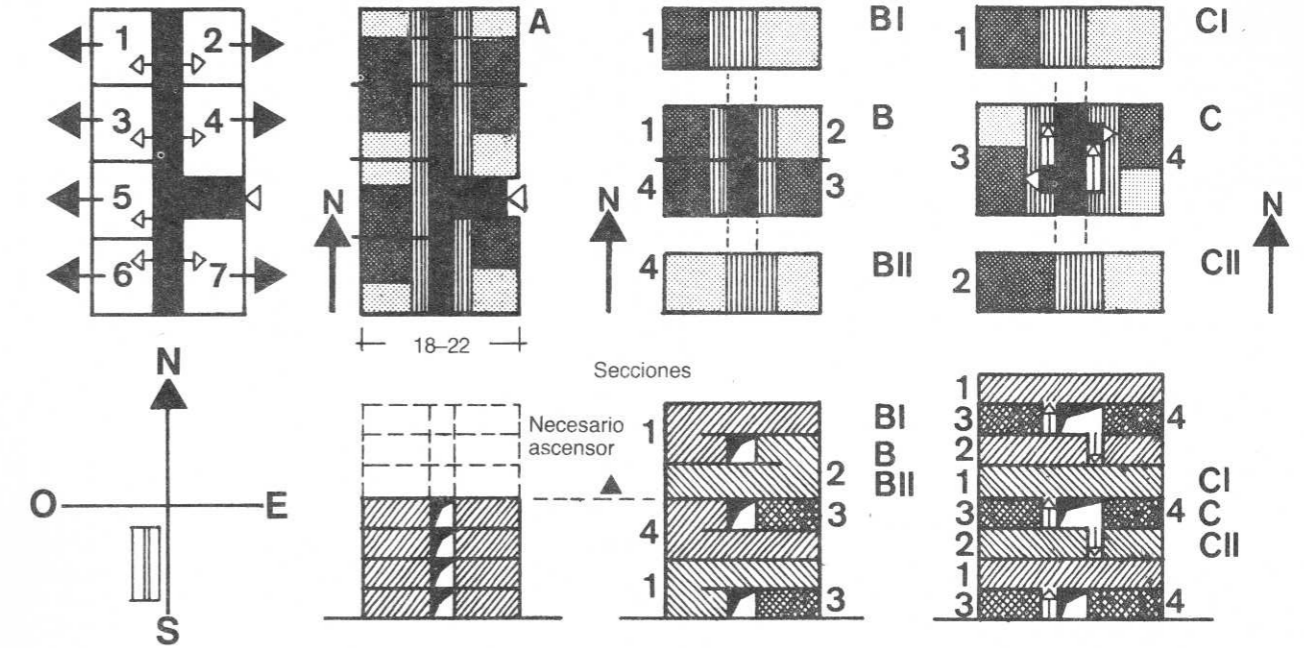 1 2
3 4
5
6 7
A
N
18–22
BI
1
B
1 2
4 3
N
BII
4
CI
1
C
3 4
CII
2
N
N
O E
S
Secciones
Necesario
ascensor
1 BI
B
2 BII
3
4
1
3
1
3 4
2
1 CI
3 4 C
2 CII
1
3 4